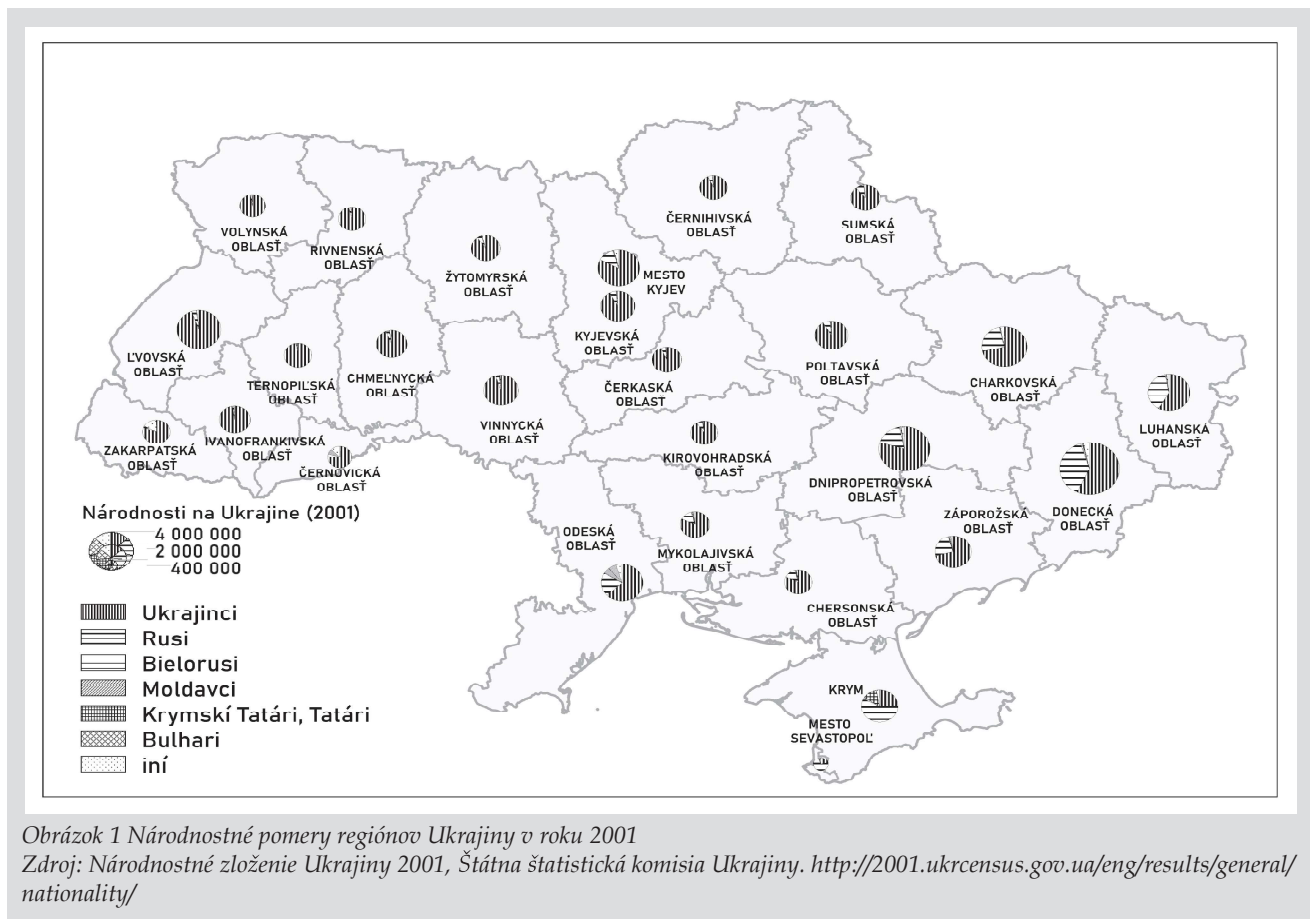 VOLYNSKÁ
OBLASŤ
RIVNENSKÁ
OBLASŤ
ŽYTOMYRSKÁ
OBLASŤ
MESTO
KYJEV
KYJEVSKÁ
OBLASŤ
ČERNIHIVSKÁ
OBLASŤ
SUMSKÁ
OBLASŤ
ĽVOVSKÁ
OBLASŤ
TERNOPIĽSKÁ
OBLASŤ
CHMEĽNYCKÁ
OBLASŤ
VINNYCKÁ
OBLASŤ
ČERKASKÁ
OBLASŤ
POLTAVSKÁ
OBLASŤ
CHARKOVSKÁ
OBLASŤ
LUHANSKÁ
OBLASŤ
ZAKARPATSKÁ
OBLASŤ
IVANOFRANKIVSKÁ
OBLASŤ
ČERNOVICKÁ
OBLASŤ
KIROVOHRADSKÁ
OBLASŤ
DNIPROPETROVSKÁ
OBLASŤ
ZÁPOROŽSKÁ
OBLASŤ
DONECKÁ
OBLASŤ
ODESKÁ
OBLASŤ
MYKOLAJIVSKÁ
OBLASŤ
CHERSONSKÁ
OBLASŤ
KRYM
MESTO
SEVASTOPOĽ
Národnosti na Ukrajine (2001)
4 000 000
2 000 000
400 000
Ukrajinci
Rusi
Bielorusi
Moldavci
Krymskí Tatári, Tatári
Bulhari
iní
Obrázok 1 Národnostné pomery regiónov Ukrajiny v roku 2001
Zdroj: Národnostné zloženie Ukrajiny 2001, Štátna štatistická komisia Ukrajiny. http://2001.ukrcensus.gov.ua/eng/results/general/
nationality/